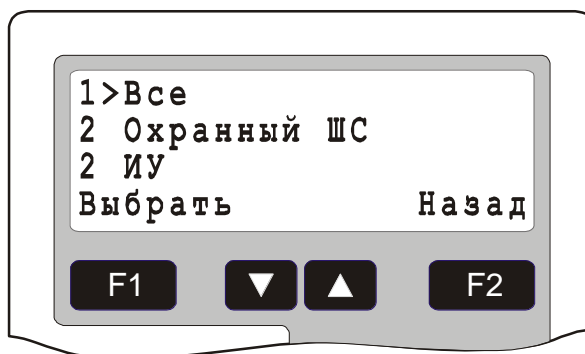 1>Все
2 Охранный ШС
2 ИУ
Выбрать Назад
F1 ▼ ▲ F2